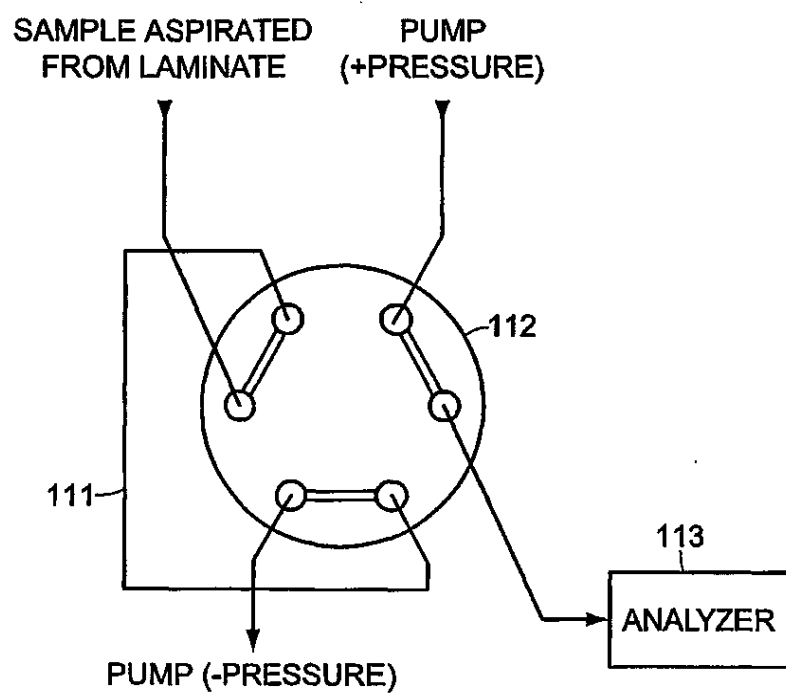 SAMPLE ASPIRATED
FROM LAMINATE
PUMP
(+PRESSURE)
112
111
113
ANALYZER
PUMP (-PRESSURE)